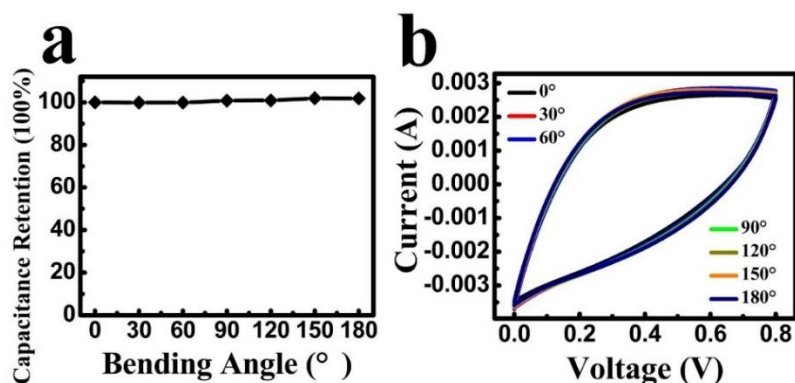 a
Capacitance Retention (100%)
100
80
60
40
20
0
0 30 60 90 120 150 180
Bending Angle (° )
b
Current (A)
0.003
0.002
0.001
0.000
-0.001
-0.002
-0.003
0°
30°
60°
90°
120°
150°
180°
0.0 0.2 0.4 0.6 0.8
Voltage (V)